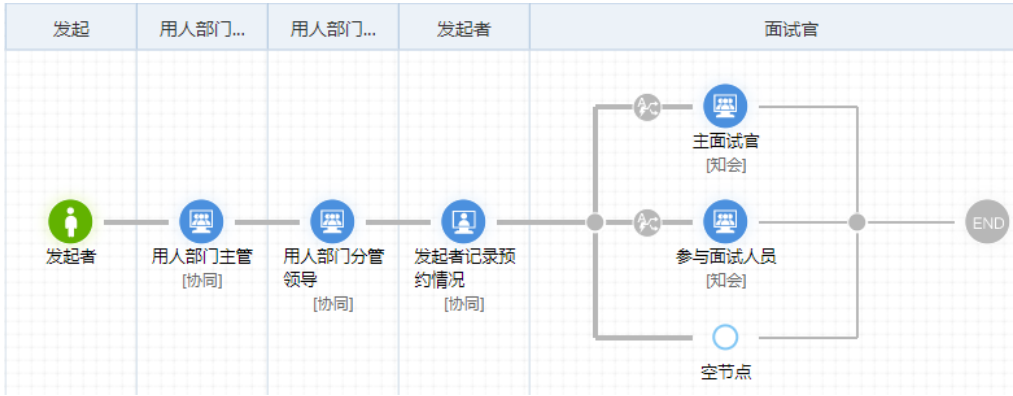 发起
用人部门...
用人部门...
发起者
面试官
主面试官
[知会]
发起者
用人部门主管
[协同]
用人部门分管
领导
[协同]
发起者记录预
约情况
[协同]
参与面试人员
[知会]
END
空节点